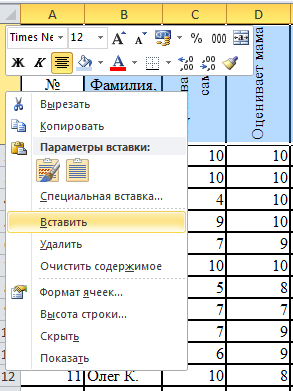 A B C D
Times Ne 12 A A % 000
Ж К A
№ Фамилия, ва сам Оценивает мама
Вырезать
Копировать
Параметры вставки:
Специальная вставка...
Вставить
Удалить
Очистить содержимое
Формат ячеек...
Высота строки...
Скрыть
Показать
10 10
10 10
4 10
9 10
7 9
10 10
5 8
7 7
7 9
6 9
12 11 Олег К. 10 8